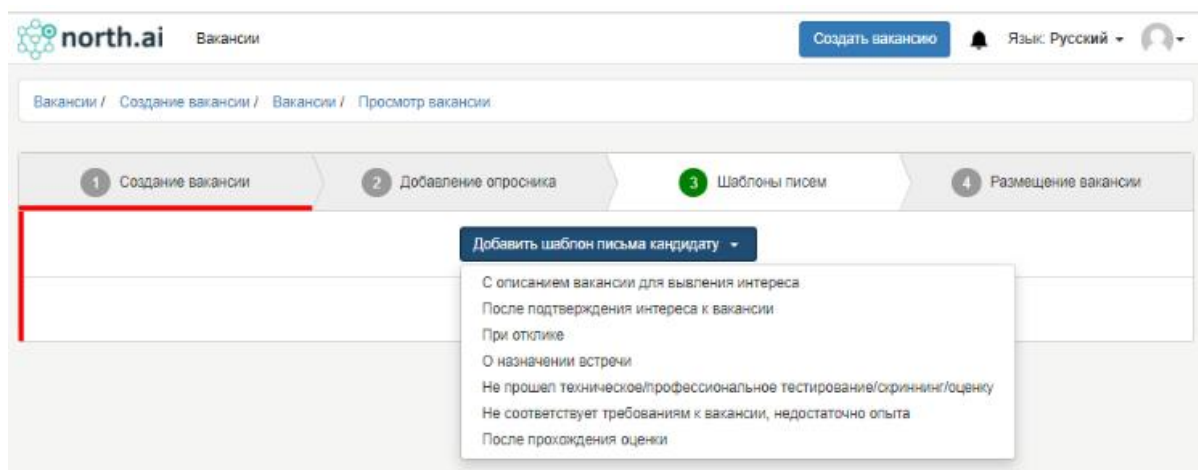 north.ai Вакансии Создать вакансию Язык: Русский
Вакансии / Создание вакансии / Вакансии / Просмотр вакансии
1 Создание вакансии 2 Добавление опросника 3 Шаблоны писем 4 Размещение вакансии
Добавить шаблон письма кандидату
С описанием вакансии для вывления интереса
После подтверждения интереса к вакансии
При отклике
О назначении встречи
Не прошел техническое/профессиональное тестирование/скриннинг/оценку
Не соответствует требованиям к вакансии, недостаточно опыта
После прохождения оценки